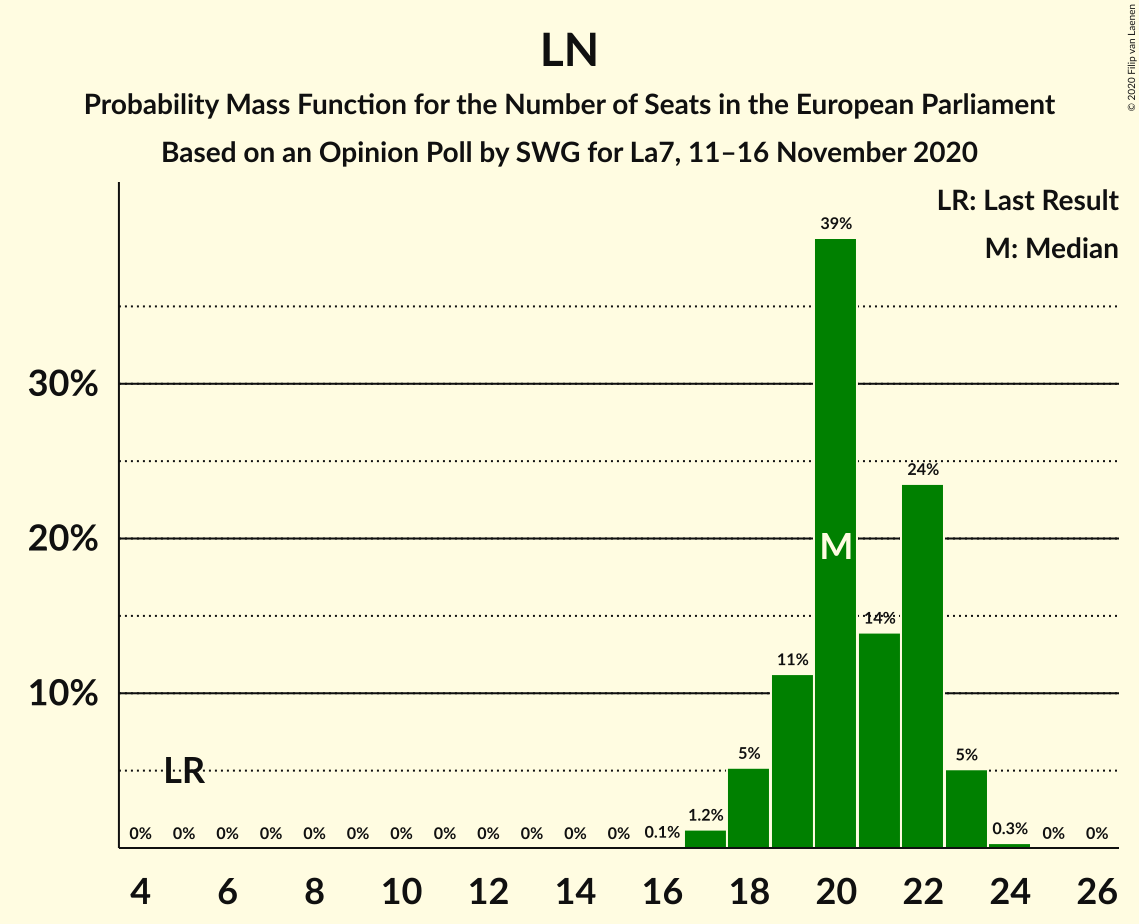 LN
Probability Mass Function for the Number of Seats in the European Parliament
Based on an Opinion Poll by SWG for La7, 11–16 November 2020
© 2020 Filip van Laenen
LR: Last Result
M: Median
39%
30%
24%
20%
M
14%
11%
10%
5%
5%
LR
1.2%
0% 0% 0% 0% 0% 0% 0% 0% 0% 0% 0% 0% 0.1% 0.3% 0% 0%
4 6 8 10 12 14 16 18 20 22 24 26